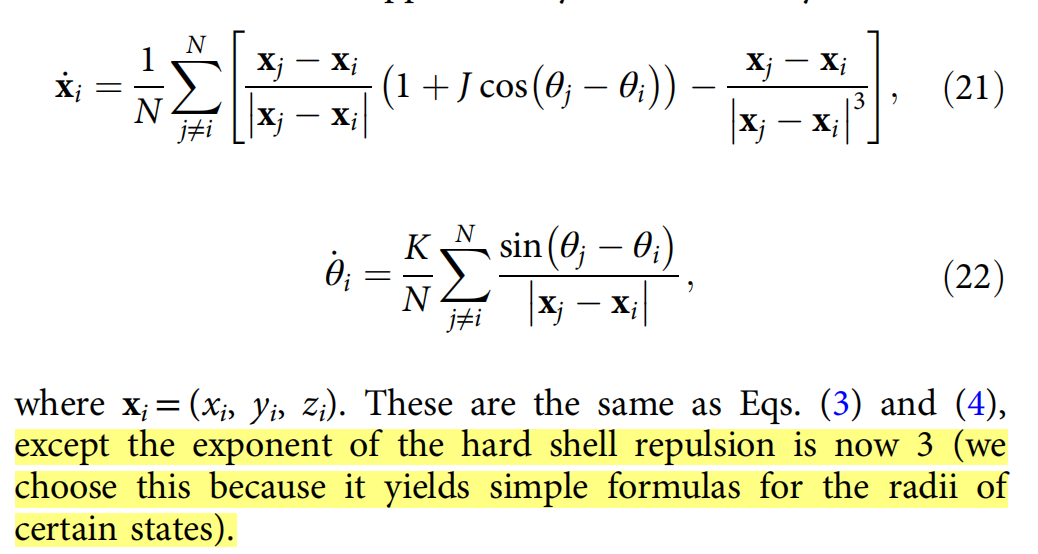 ẋᵢ = 1/N ∑_{j≠i}^{N} [ (xⱼ − xᵢ)/|xⱼ − xᵢ| (1 + J cos(θⱼ − θᵢ)) − (xⱼ − xᵢ)/|xⱼ − xᵢ|³ ], (21)
θ̇ᵢ = K/N ∑_{j≠i}^{N} sin(θⱼ − θᵢ)/|xⱼ − xᵢ|, (22)
where xᵢ = (xᵢ, yᵢ, zᵢ). These are the same as Eqs. (3) and (4),
except the exponent of the hard shell repulsion is now 3 (we
choose this because it yields simple formulas for the radii of
certain states).